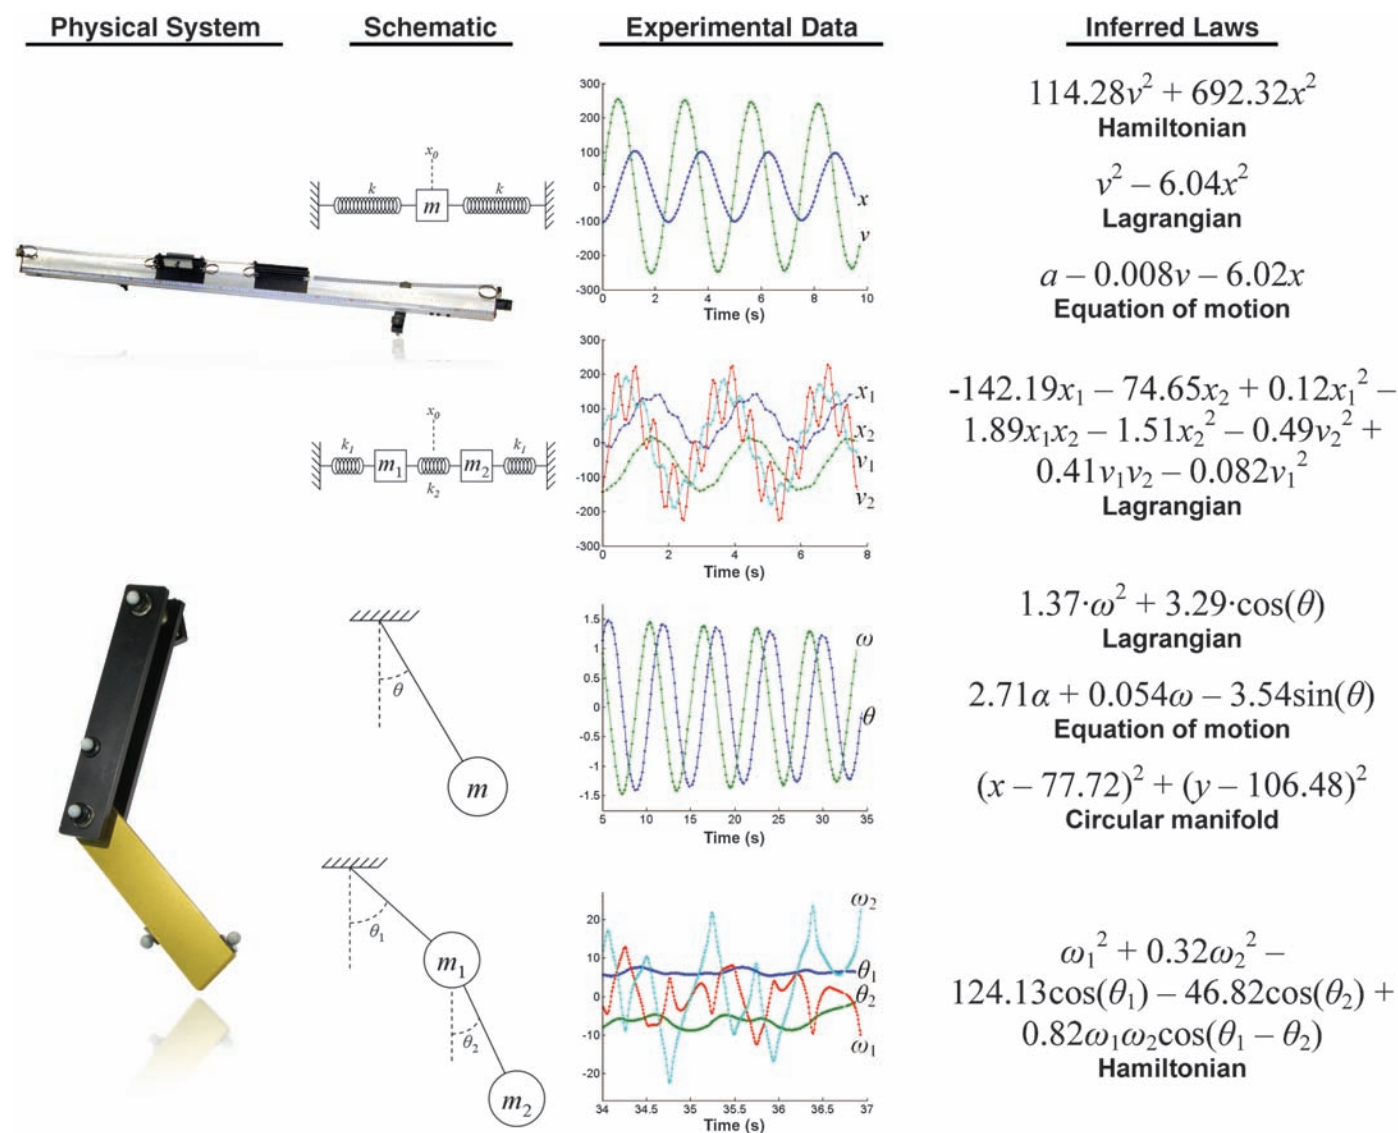 Physical System
Schematic
Experimental Data
Inferred Laws
x₀
k
m
k
300
200
100
0
-100
-200
-300
x
v
0
2
4
6
8
10
Time (s)
114.28v² + 692.32x²
Hamiltonian
v² – 6.04x²
Lagrangian
a – 0.008v – 6.02x
Equation of motion
x₀
k₁
m₁
k₂
m₂
k₁
300
200
100
0
-100
-200
-300
x₁
x₂
v₁
v₂
0
2
4
6
8
Time (s)
-142.19x₁ – 74.65x₂ + 0.12x₁² –
1.89x₁x₂ – 1.51x₂² – 0.49v₂² +
0.41v₁v₂ – 0.082v₁²
Lagrangian
θ
m
1.5
1
0.5
0
-0.5
-1
-1.5
ω
θ
5
10
15
20
25
30
35
Time (s)
1.37·ω² + 3.29·cos(θ)
Lagrangian
2.71α + 0.054ω – 3.54sin(θ)
Equation of motion
(x – 77.72)² + (y – 106.48)²
Circular manifold
θ₁
m₁
θ₂
m₂
20
10
0
-10
-20
ω₂
θ₁
θ₂
ω₁
34
34.5
35
35.5
36
36.5
37
Time (s)
ω₁² + 0.32ω₂² –
124.13cos(θ₁) – 46.82cos(θ₂) +
0.82ω₁ω₂cos(θ₁ – θ₂)
Hamiltonian